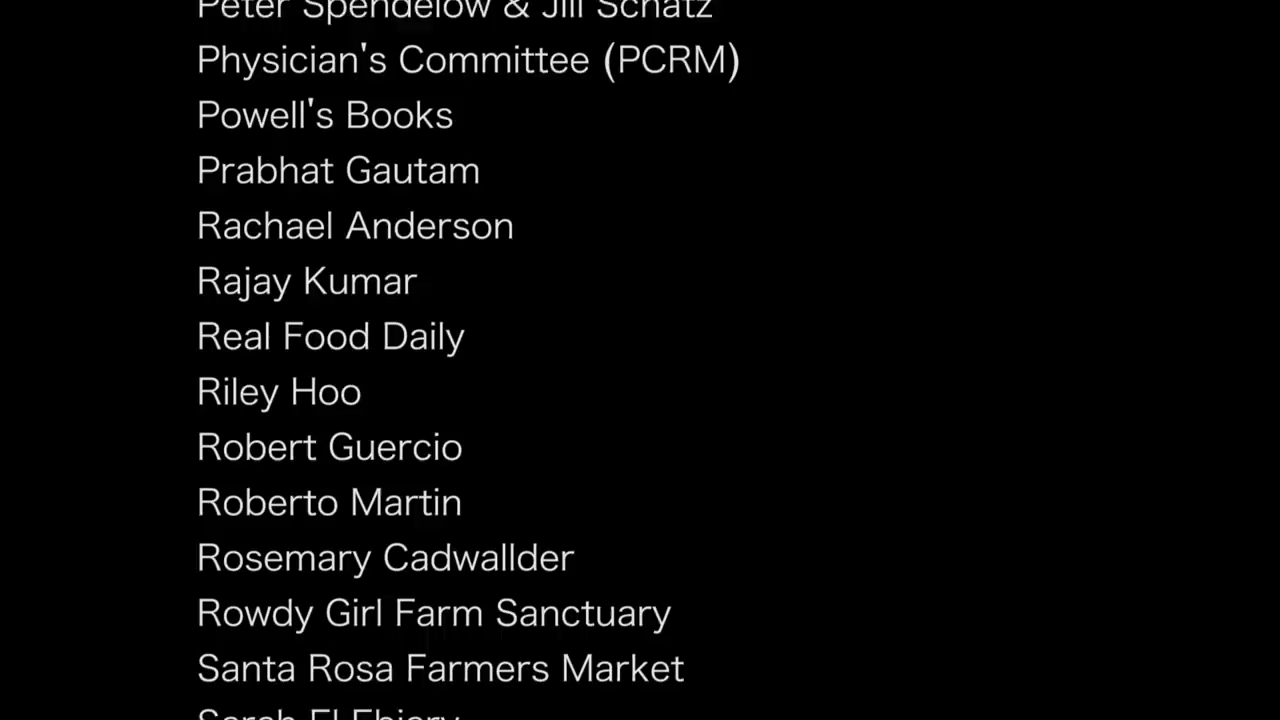 Peter Spendelow & Jill Schatz
Physician's Committee (PCRM)
Powell's Books
Prabhat Gautam
Rachael Anderson
Rajay Kumar
Real Food Daily
Riley Hoo
Robert Guercio
Roberto Martin
Rosemary Cadwallder
Rowdy Girl Farm Sanctuary
Santa Rosa Farmers Market
Sarah El Ebiary